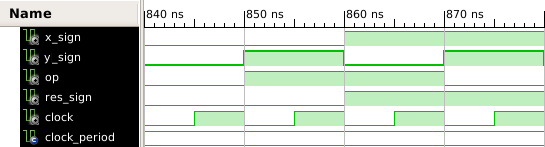 Name
840 ns 850 ns 860 ns 870 ns
x_sign
y_sign
op
res_sign
clock
clock_period